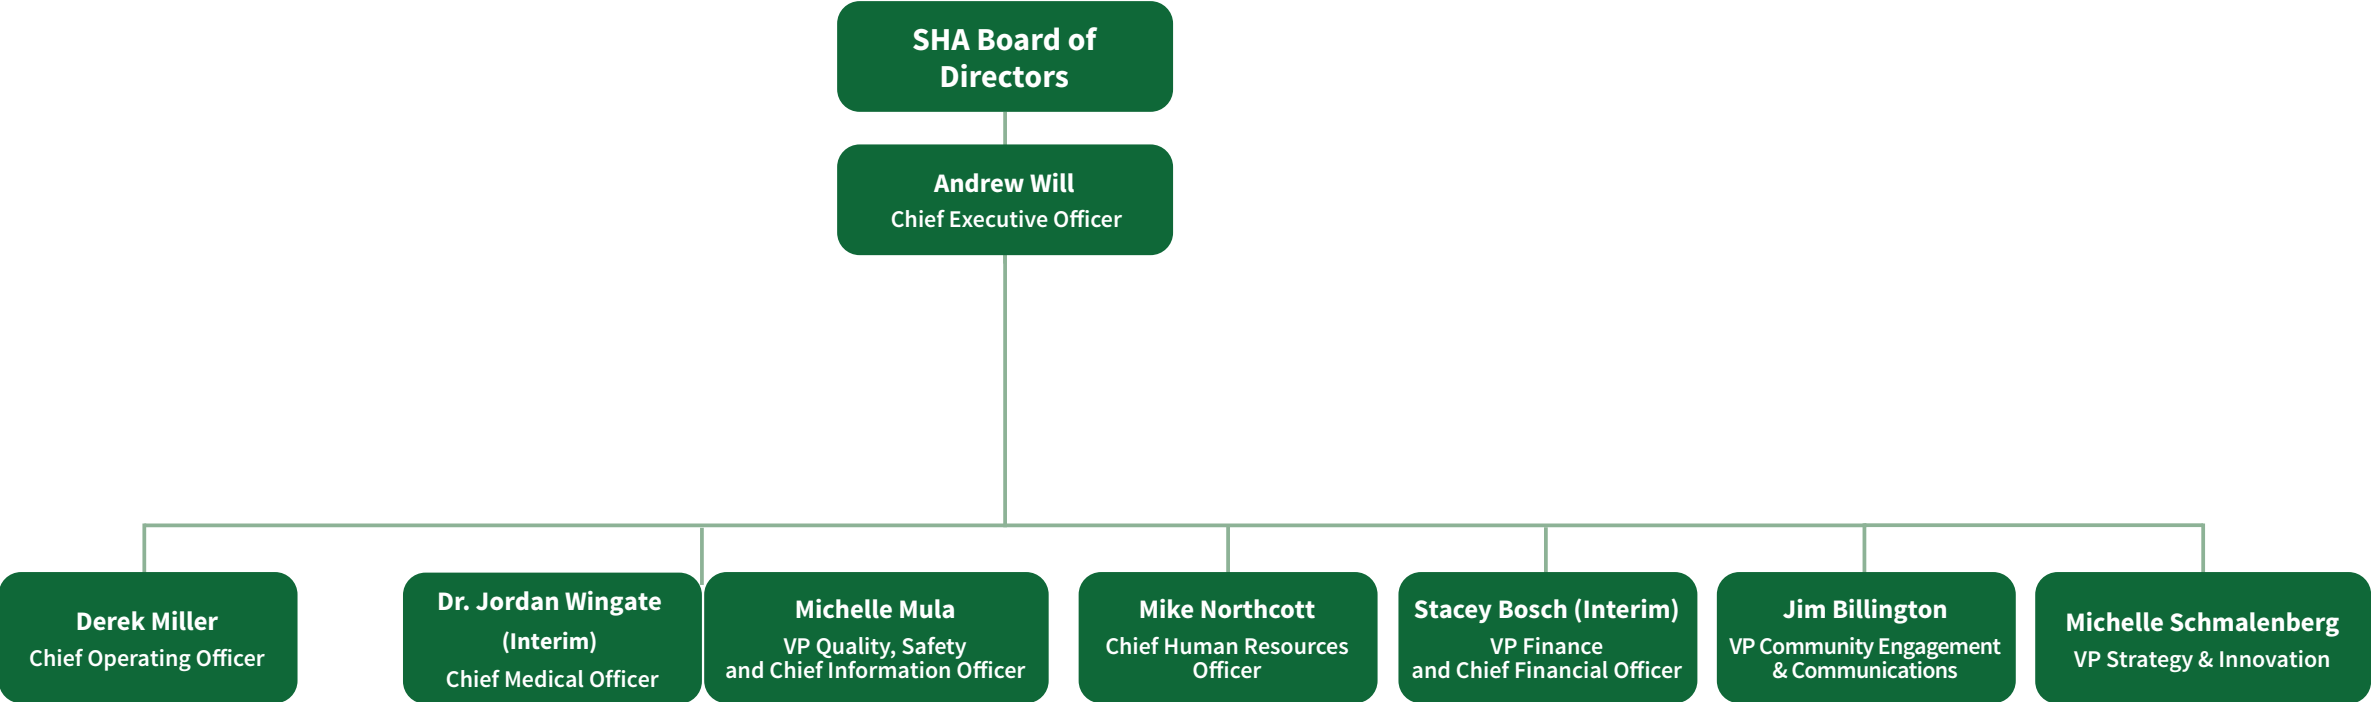 SHA Board of
Directors
Andrew Will
Chief Executive Officer
Derek Miller
Chief Operating Officer
Dr. Jordan Wingate
(Interim)
Chief Medical Officer
Michelle Mula
VP Quality, Safety
and Chief Information Officer
Mike Northcott
Chief Human Resources
Officer
Stacey Bosch (Interim)
VP Finance
and Chief Financial Officer
Jim Billington
VP Community Engagement
& Communications
Michelle Schmalenberg
VP Strategy & Innovation